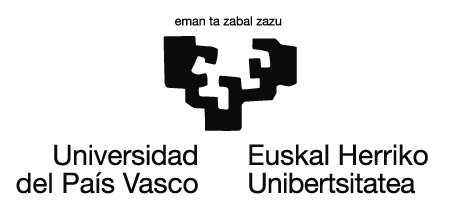 eman ta zabal zazu
Universidad
del País Vasco
Euskal Herriko
Unibertsitatea